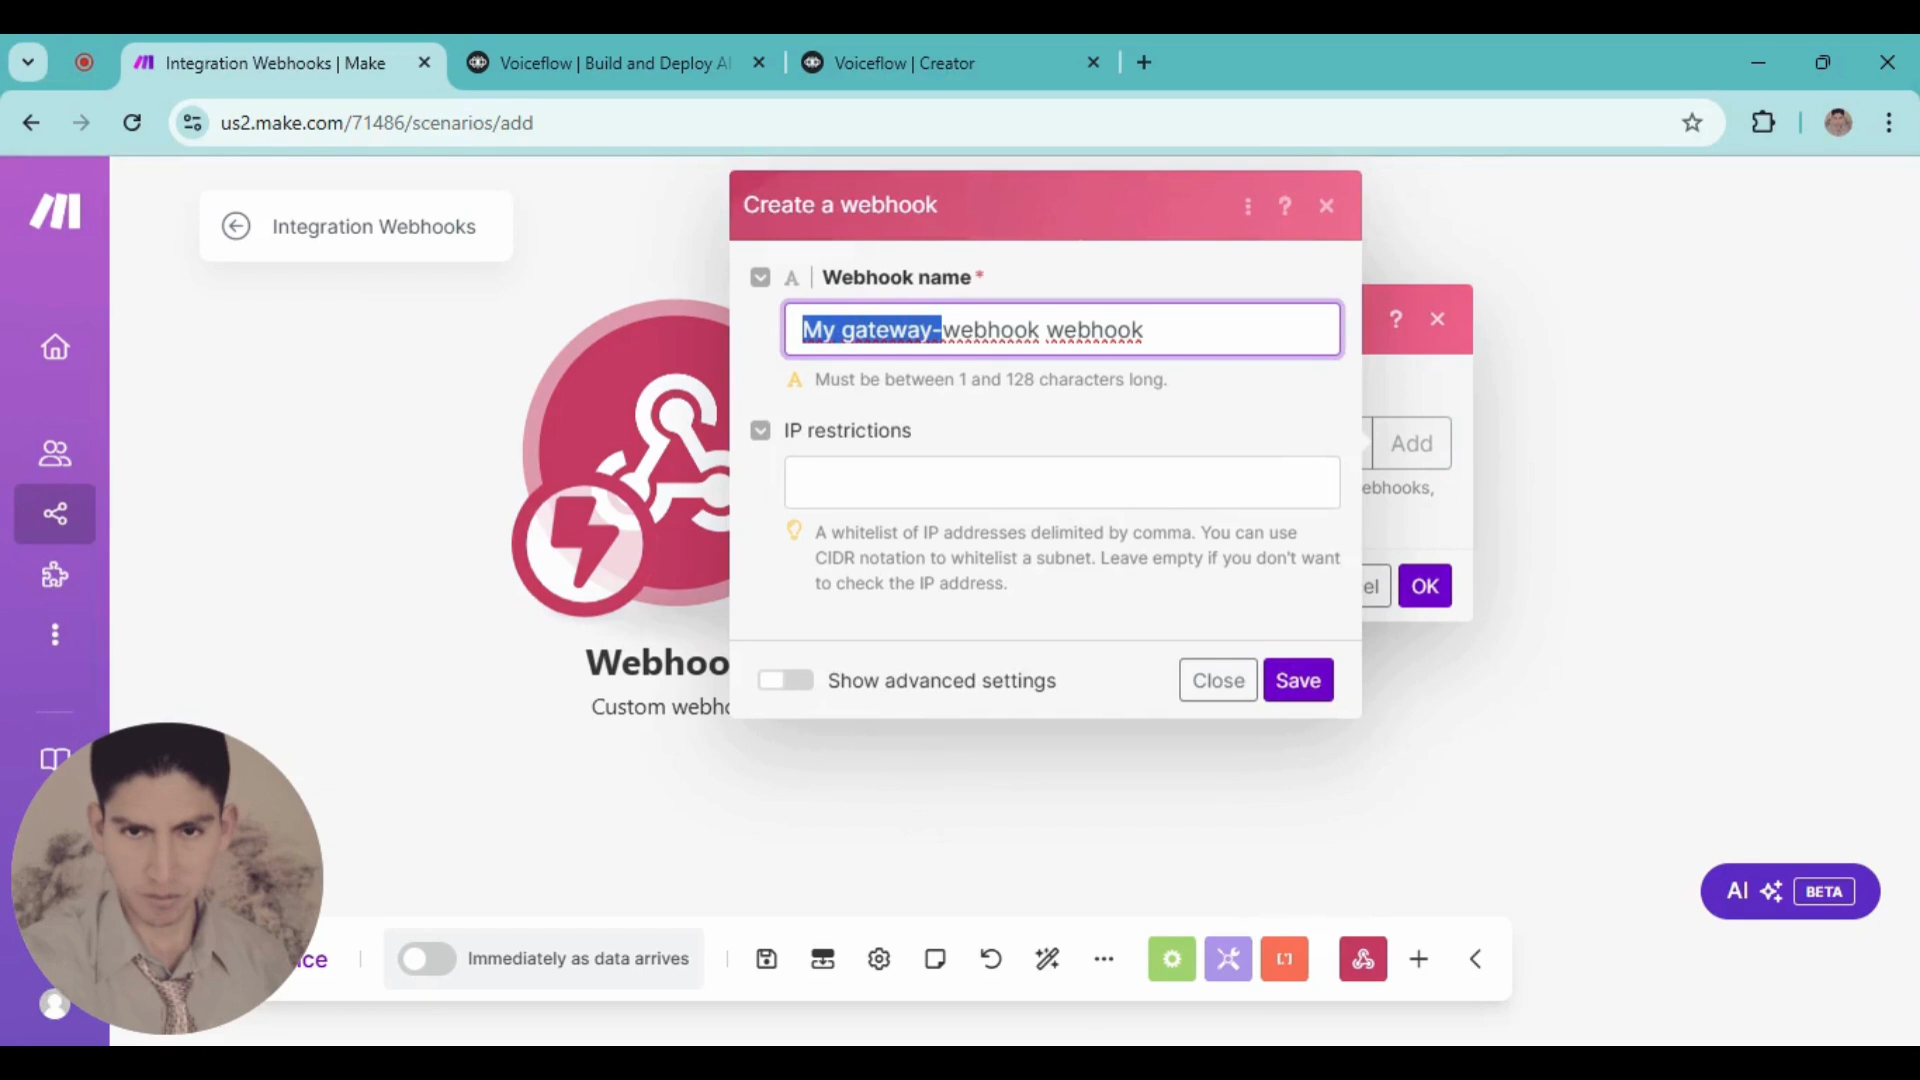 Integration Webhooks | Make
Voiceflow | Build and Deploy AI
Voiceflow | Creator
us2.make.com/71486/scenarios/add
Integration Webhooks
Create a webhook
?
A
Webhook name *
My gateway-webhook webhook
A Must be between 1 and 128 characters long.
IP restrictions
A whitelist of IP addresses delimited by comma. You can use
CIDR notation to whitelist a subnet. Leave empty if you don't want
to check the IP address.
Show advanced settings
Close
Save
?
Add
ebhooks,
el
OK
Webhoo
Custom webho
AI
BETA
ce
Immediately as data arrives